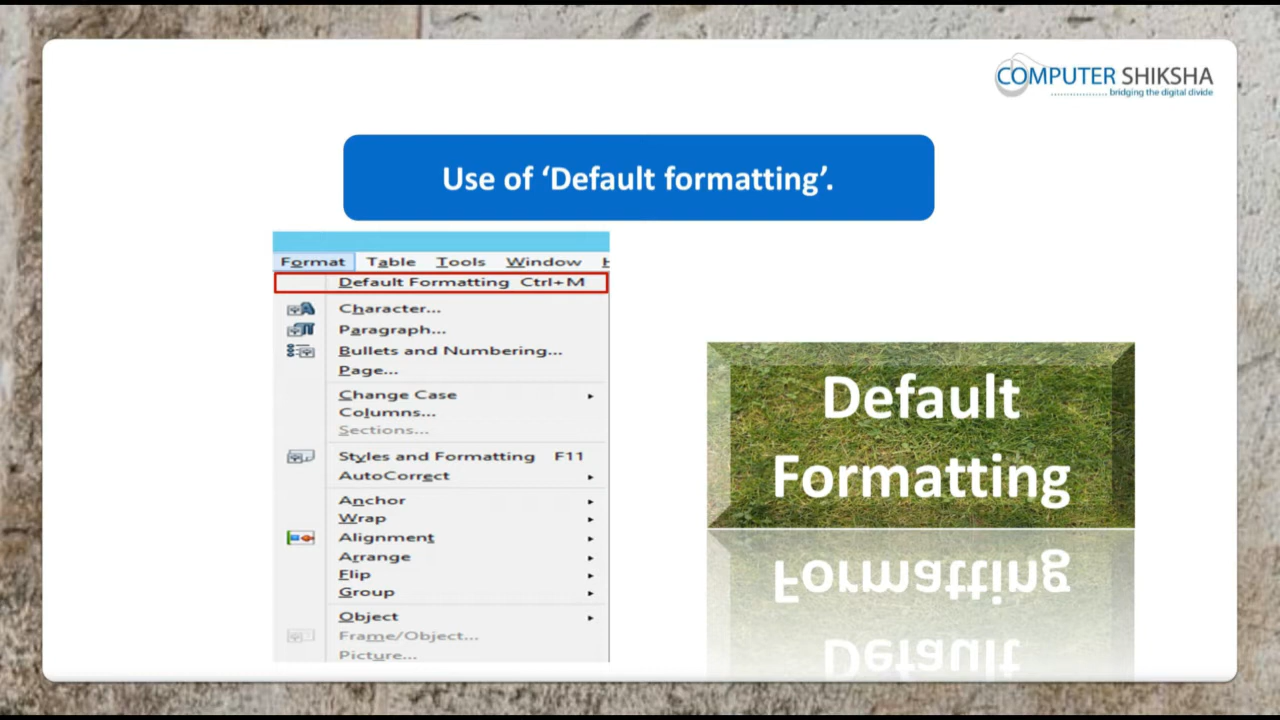 COMPUTER SHIKSHA
bridging the digital divide
Use of ‘Default formatting’.
Format Table Tools Window H
Default Formatting Ctrl+M
Character...
Paragraph...
Bullets and Numbering...
Page...
Change Case
Columns...
Sections...
Styles and Formatting F11
AutoCorrect
Anchor
Wrap
Alignment
Arrange
Flip
Group
Object
Frame/Object...
Picture...
Default
Formatting
Formatting
Default